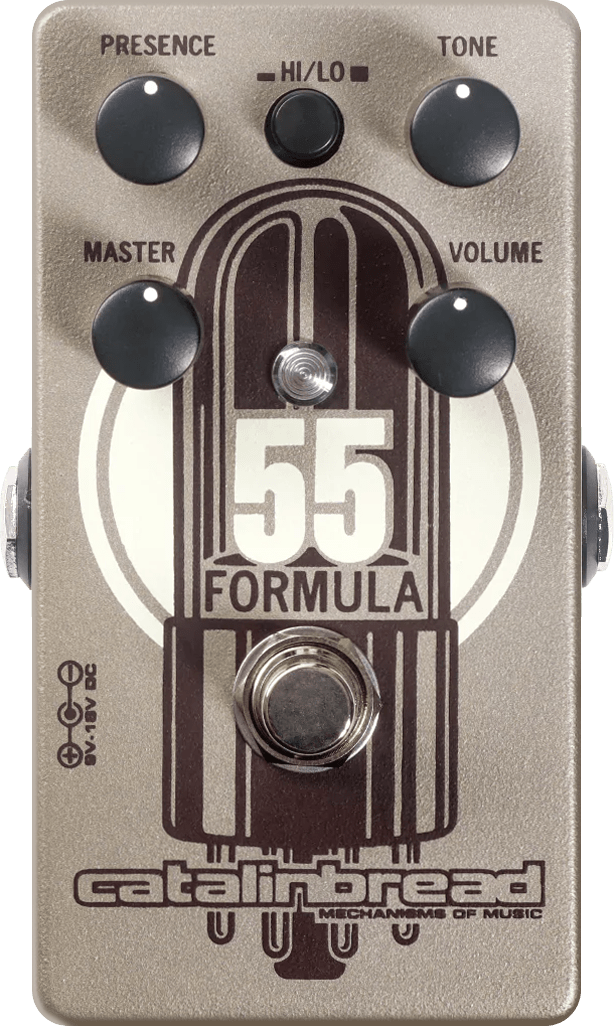 PRESENCE
HI/LO
TONE
MASTER
VOLUME
55
FORMULA
9V-18V DC
catalinbread
MECHANISMS OF MUSIC